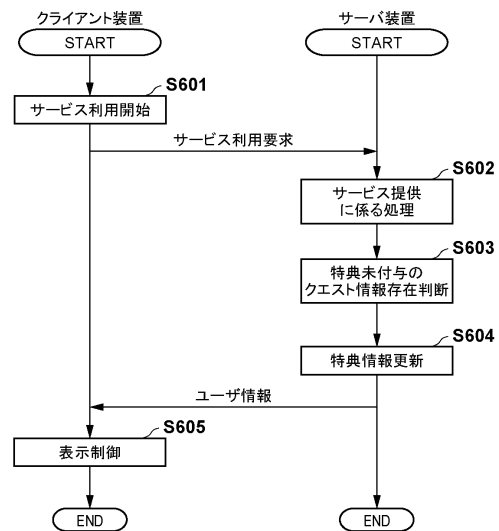 クライアント装置
サーバ装置
START
START
S601
サービス利用開始
サービス利用要求
S602
サービス提供
に係る処理
S603
特典未付与の
クエスト情報存在判断
S604
特典情報更新
ユーザ情報
S605
表示制御
END
END